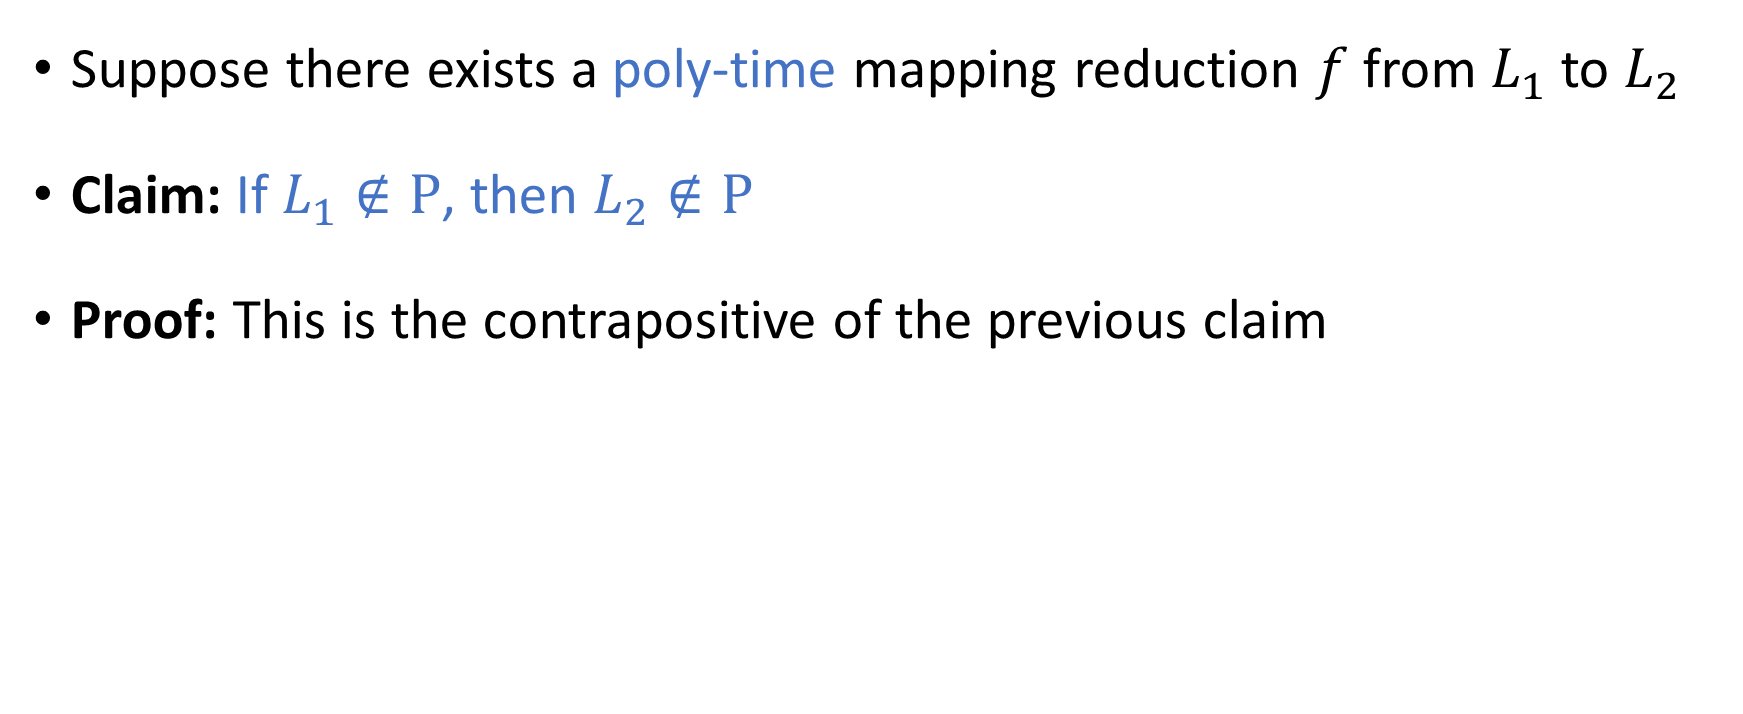 • Suppose there exists a poly-time mapping reduction 𝑓 from 𝐿₁ to 𝐿₂
• Claim: If 𝐿₁ ∉ P, then 𝐿₂ ∉ P
• Proof: This is the contrapositive of the previous claim